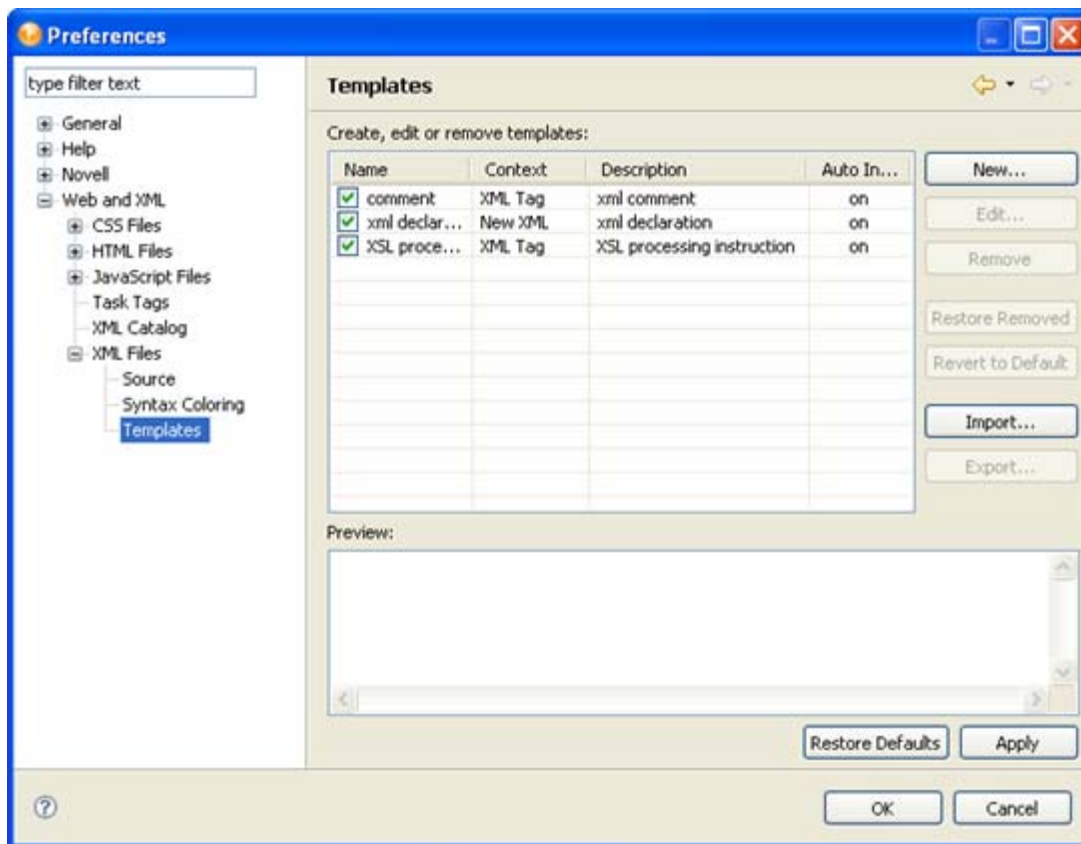 Preferences
type filter text
General
Help
Novell
Web and XML
CSS Files
HTML Files
JavaScript Files
Task Tags
XML Catalog
XML Files
Source
Syntax Coloring
Templates
Templates
Create, edit or remove templates:
Name Context Description Auto In...
comment XML Tag xml comment on
xml declar... New XML xml declaration on
XSL proce... XML Tag XSL processing instruction on
New...
Edit...
Remove
Restore Removed
Revert to Default
Import...
Export...
Preview:
Restore Defaults Apply
? OK Cancel